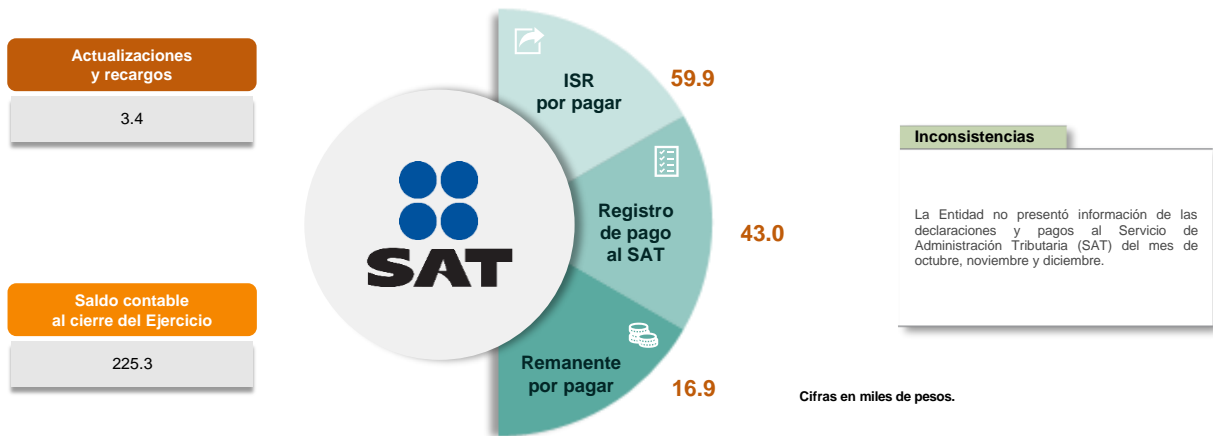 Actualizaciones
y recargos
3.4
Saldo contable
al cierre del Ejercicio
225.3
SAT
ISR
por pagar
59.9
Registro
de pago
al SAT
43.0
Remanente
por pagar
16.9
Inconsistencias
La Entidad no presentó información de las
declaraciones y pagos al Servicio de
Administración Tributaria (SAT) del mes de
octubre, noviembre y diciembre.
Cifras en miles de pesos.